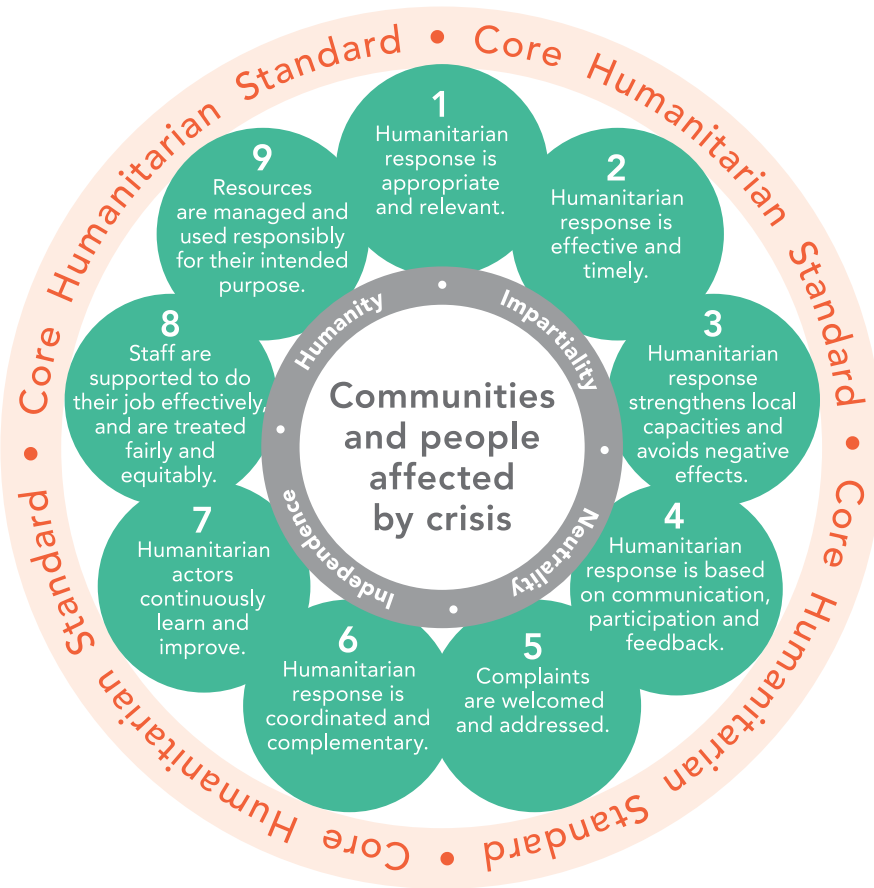 Core Humanitarian Standard • Core Humanitarian Standard • Core Humanitarian Standard • Core Humanitarian Standard •
1
Humanitarian
response is
appropriate
and relevant.
2
Humanitarian
response is
effective and
timely.
3
Humanitarian
response
strengthens local
capacities and
avoids negative
effects.
4
Humanitarian
response is based
on communication,
participation and
feedback.
5
Complaints
are welcomed
and addressed.
6
Humanitarian
response is
coordinated and
complementary.
7
Humanitarian
actors
continuously
learn and
improve.
8
Staff are
supported to do
their job effectively,
and are treated
fairly and
equitably.
9
Resources
are managed and
used responsibly
for their intended
purpose.
Humanity • Impartiality • Neutrality • Independence •
Communities
and people
affected
by crisis